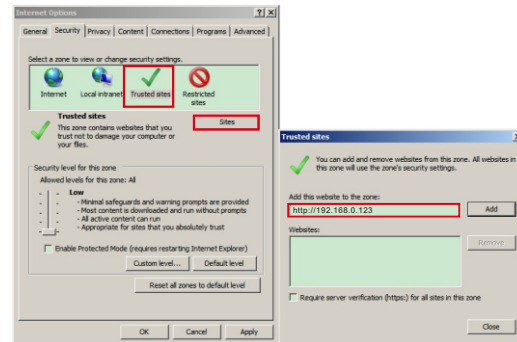 Internet Options
General Security Privacy Content Connections Programs Advanced
Select a zone to view or change security settings.
Internet Local intranet Trusted sites Restricted sites
Trusted sites
Sites
This zone contains websites that you
trust not to damage your computer or
your files.
Security level for this zone
Allowed levels for this zone: All
Low
-Minimal safeguards and warning prompts are provided
-Most content is downloaded and run without prompts
-All active content can run
-Appropriate for sites that you absolutely trust
Enable Protected Mode (requires restarting Internet Explorer)
Custom level... Default level
Reset all zones to default level
OK Cancel Apply
Trusted sites
You can add and remove websites from this zone. All websites in
this zone will use the zone's security settings.
Add this website to the zone:
http://192.168.0.123 Add
Websites:
Remove
Require server verification (https:) for all sites in this zone
Close